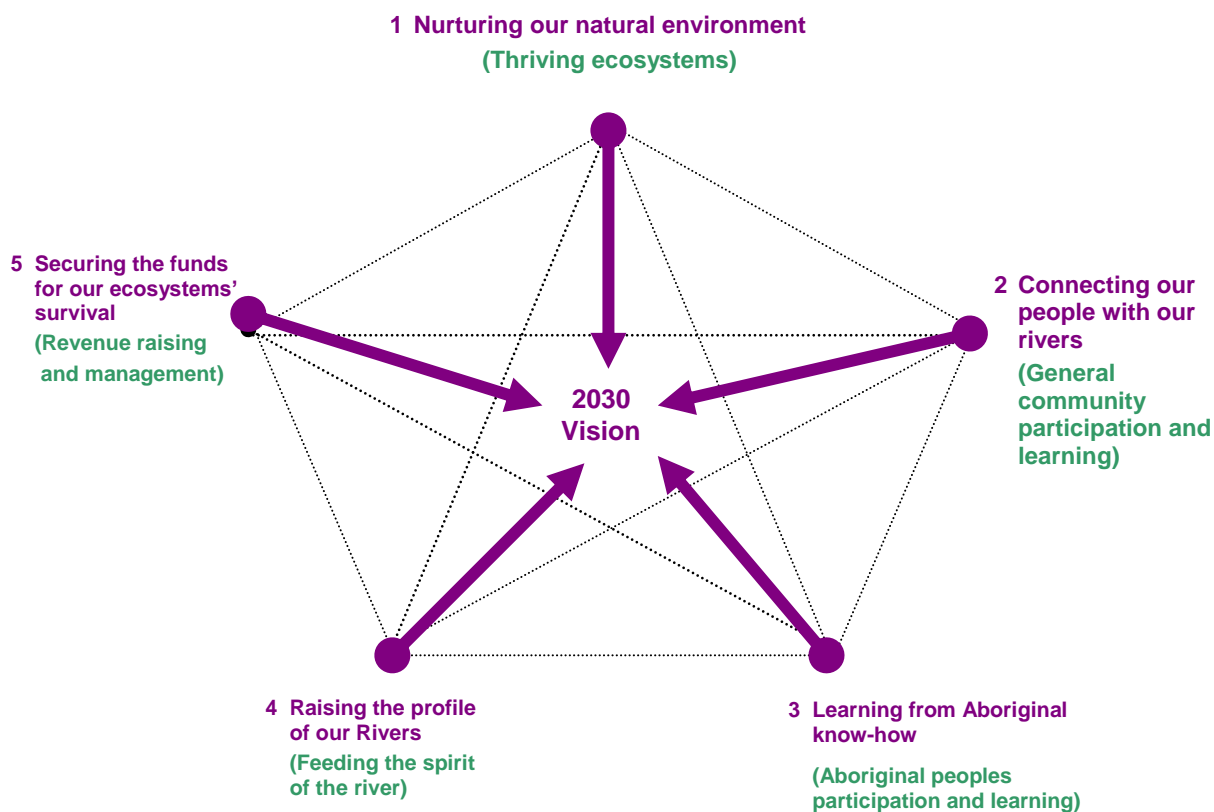 1 Nurturing our natural environment
(Thriving ecosystems)
5 Securing the funds
for our ecosystems’
survival
(Revenue raising
and management)
2 Connecting our
people with our
rivers
(General
community
participation and
learning)
2030
Vision
4 Raising the profile
of our Rivers
(Feeding the spirit
of the river)
3 Learning from Aboriginal
know-how
(Aboriginal peoples
participation and learning)